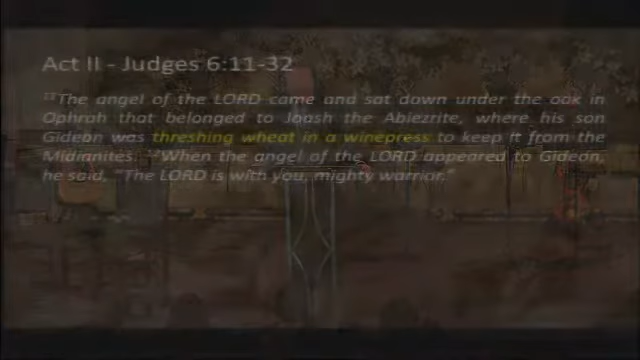 Act II - Judges 6:11-32
¹¹The angel of the LORD came and sat down under the oak in
Ophrah that belonged to Joash the Abiezrite, where his son
Gideon was threshing wheat in a winepress to keep it from the
Midianites. ¹²When the angel of the LORD appeared to Gideon,
he said, "The LORD is with you, mighty warrior."